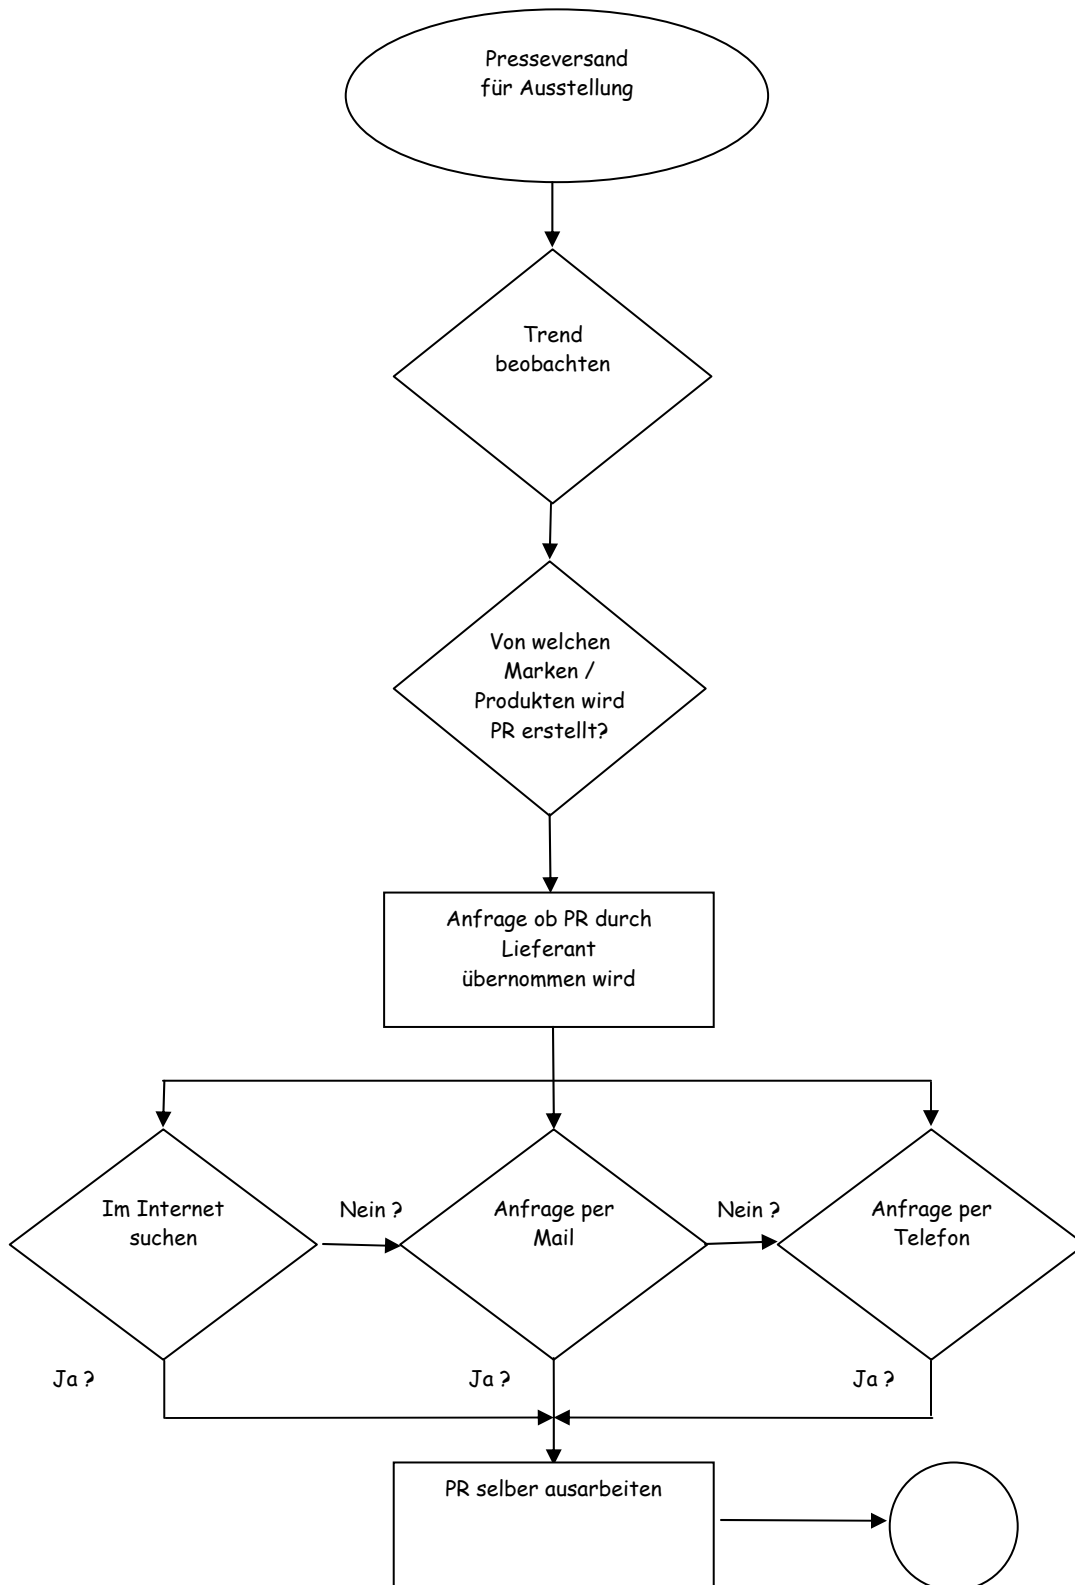 Presseversand
für Ausstellung
Trend
beobachten
Von welchen
Marken /
Produkten wird
PR erstellt?
Anfrage ob PR durch
Lieferant
übernommen wird
Im Internet
suchen
Nein ?
Anfrage per
Mail
Nein ?
Anfrage per
Telefon
Ja ?
Ja ?
Ja ?
PR selber ausarbeiten